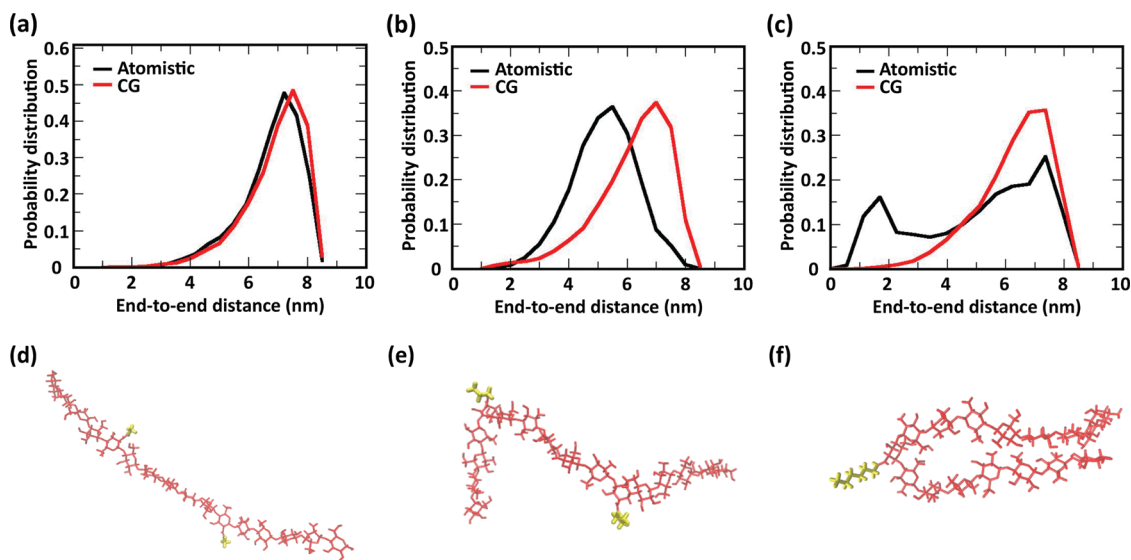 (a)
0.6
0.5
0.4
0.3
0.2
0.1
0
Probability distribution
Atomistic
CG
0 2 4 6 8 10
End-to-end distance (nm)
(b)
0.5
0.4
0.3
0.2
0.1
0
Probability distribution
Atomistic
CG
0 2 4 6 8 10
End-to-end distance (nm)
(c)
0.5
0.4
0.3
0.2
0.1
0
Probability distribution
Atomistic
CG
0 2 4 6 8 10
End-to-end distance (nm)
(d)
(e)
(f)